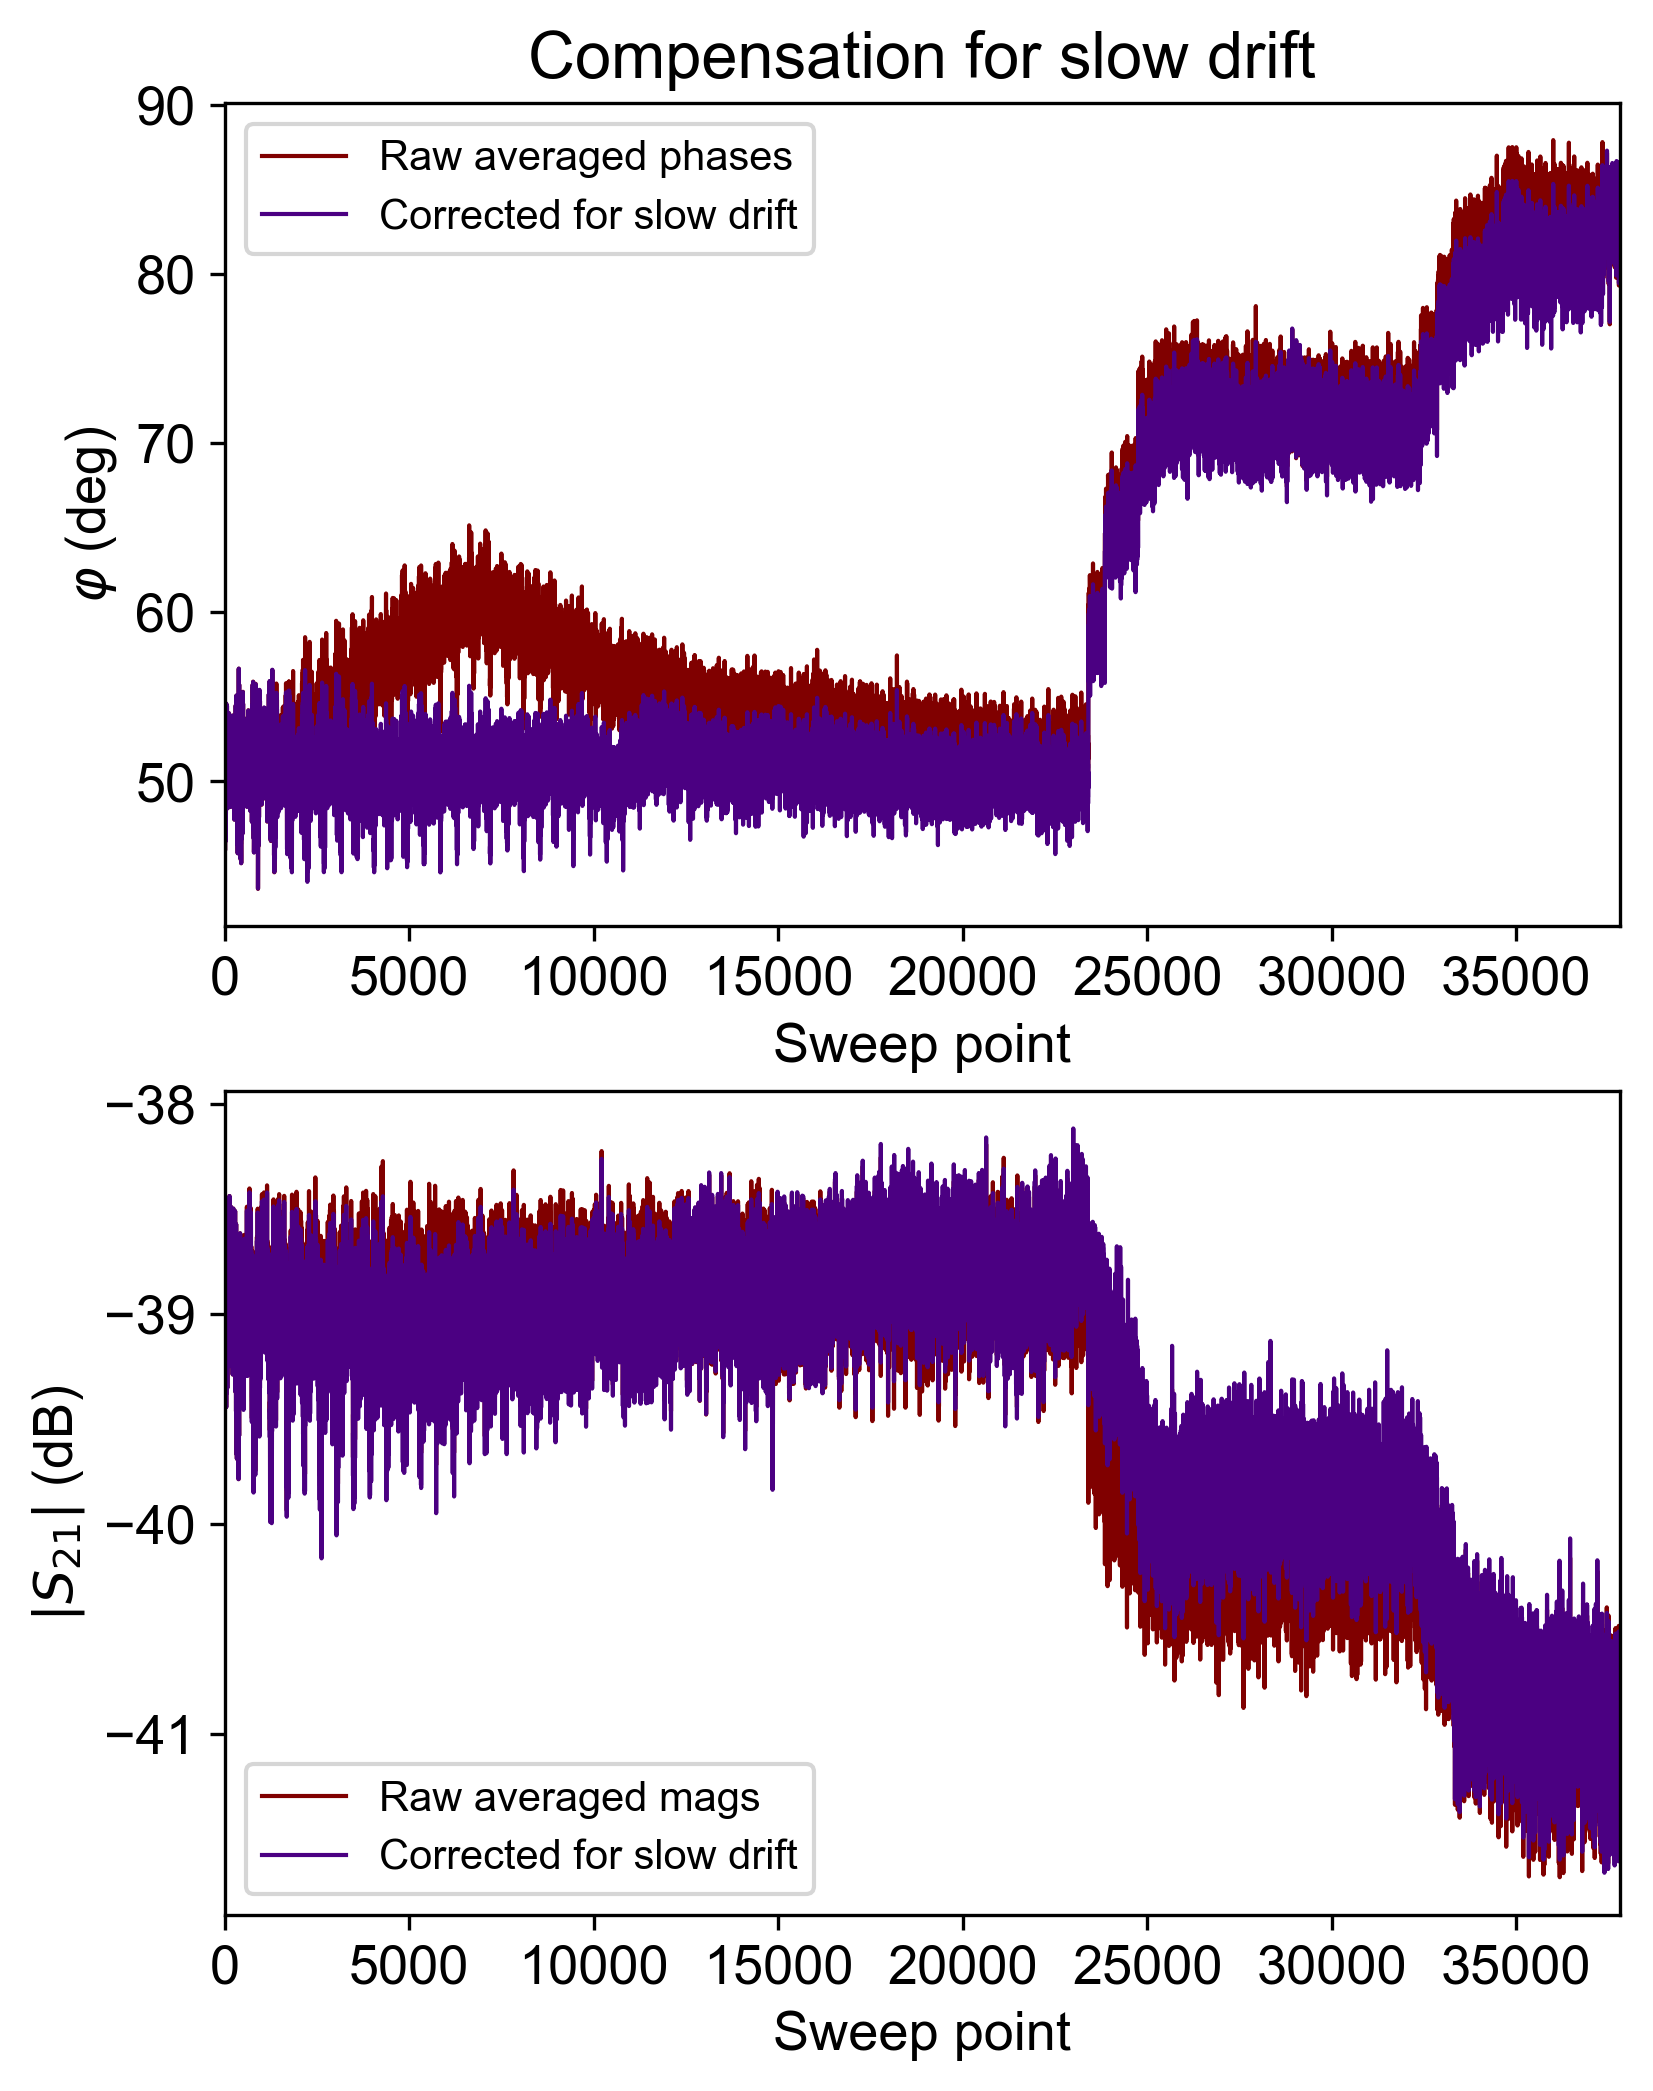 Compensation for slow drift
90
80
70
60
50
φ (deg)
Raw averaged phases
Corrected for slow drift
0 5000 10000 15000 20000 25000 30000 35000
Sweep point
−38
−39
−40
−41
|S₂₁| (dB)
Raw averaged mags
Corrected for slow drift
0 5000 10000 15000 20000 25000 30000 35000
Sweep point